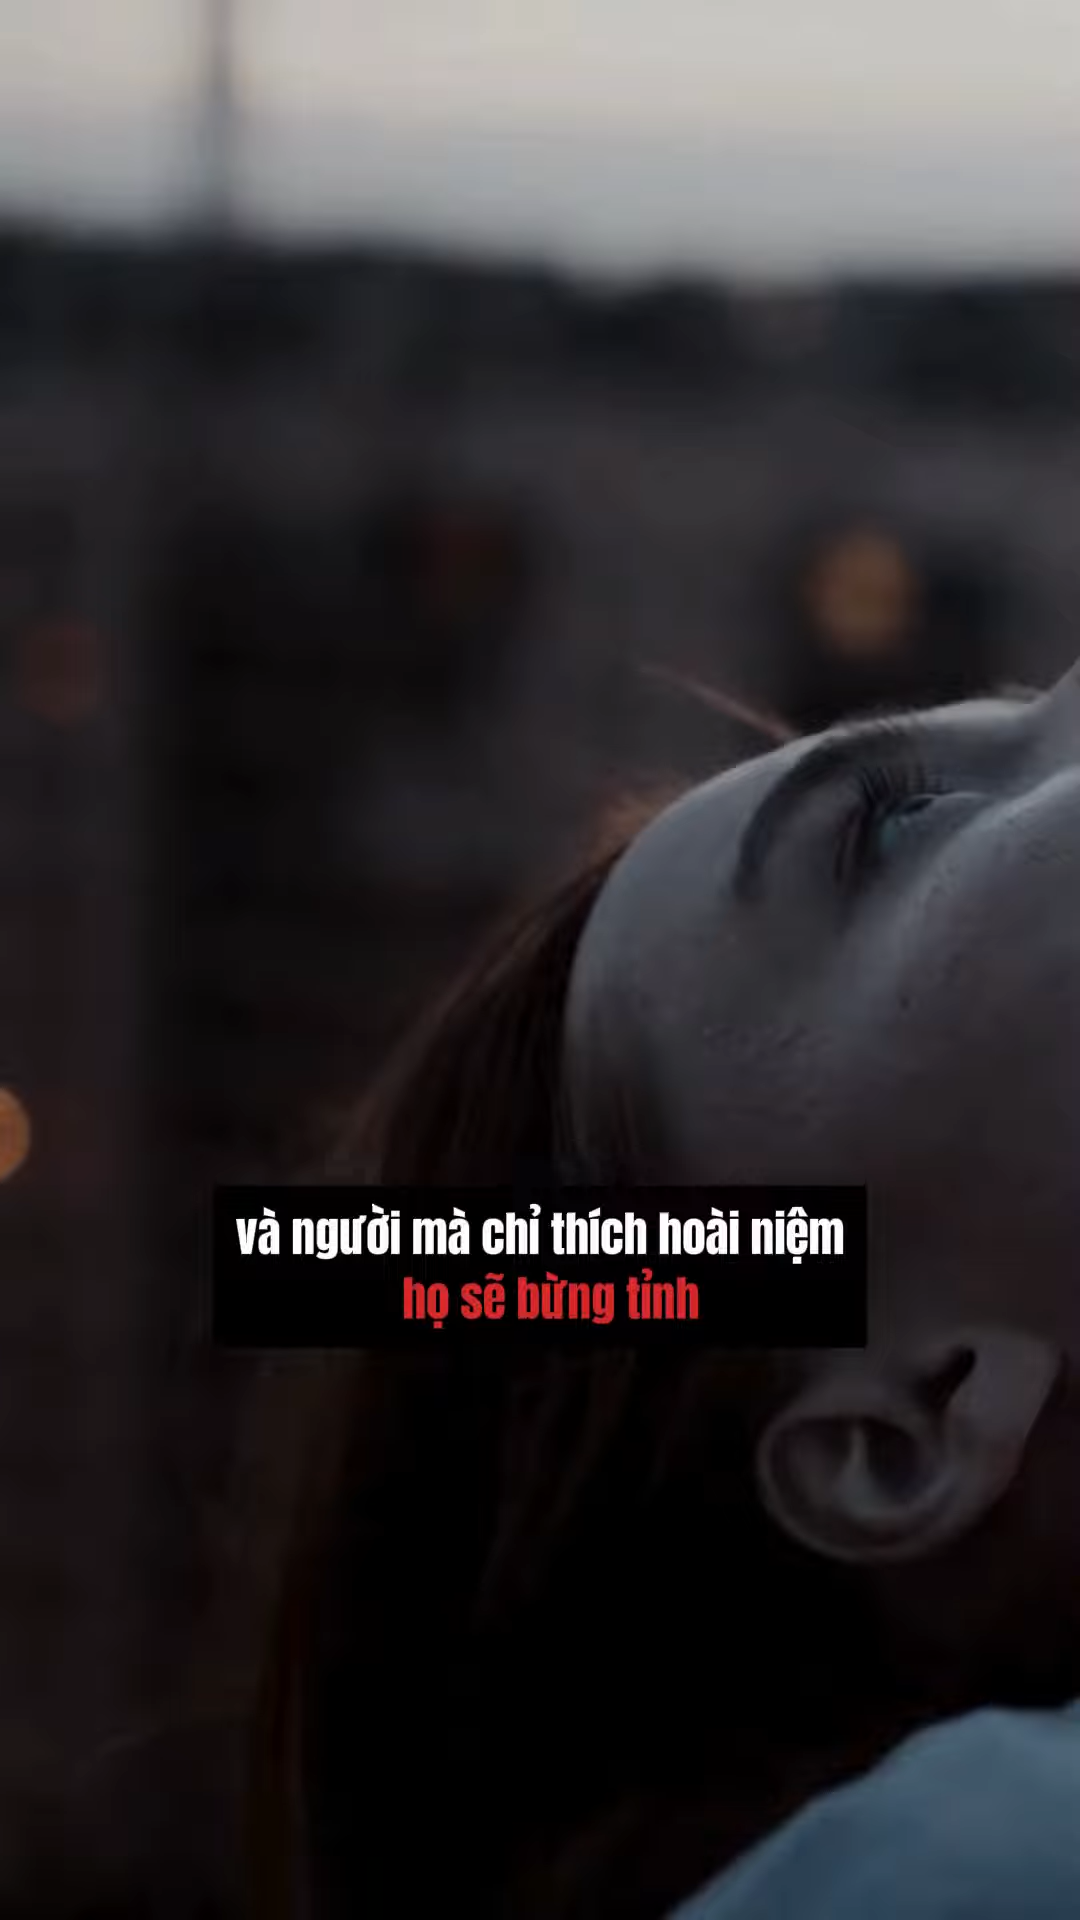 và người mà chỉ thích hoài niệm
họ sẽ bừng tỉnh